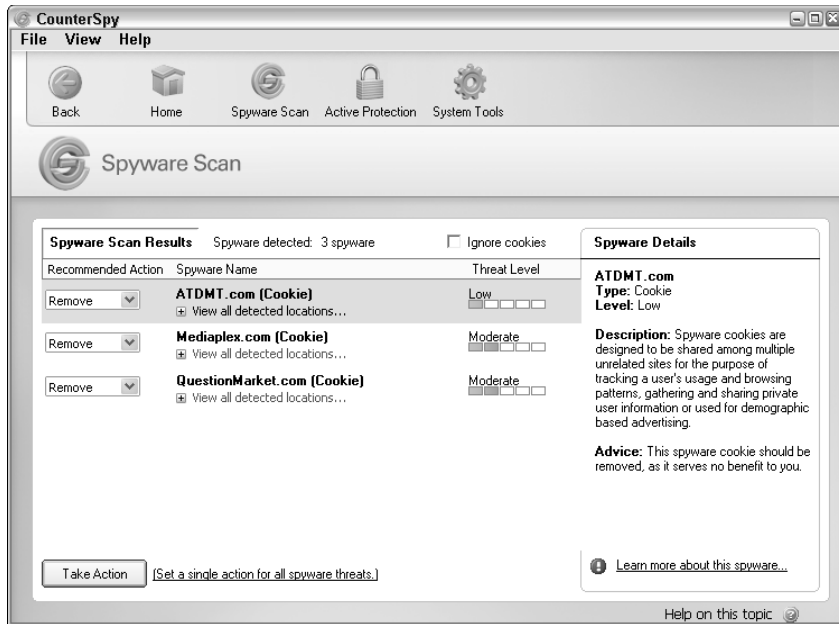 CounterSpy
File View Help
Back Home Spyware Scan Active Protection System Tools
Spyware Scan
Spyware Scan Results Spyware detected: 3 spyware Ignore cookies
Recommended Action Spyware Name Threat Level
Remove ATDMT.com (Cookie) Low
View all detected locations...
Remove Mediaplex.com (Cookie) Moderate
View all detected locations...
Remove QuestionMarket.com (Cookie) Moderate
View all detected locations...
Take Action (Set a single action for all spyware threats.)
Spyware Details
ATDMT.com
Type: Cookie
Level: Low
Description: Spyware cookies are
designed to be shared among multiple
unrelated sites for the purpose of
tracking a user's usage and browsing
patterns, gathering and sharing private
user information or used for demographic
based advertising.
Advice: This spyware cookie should be
removed, as it serves no benefit to you.
Learn more about this spyware...
Help on this topic